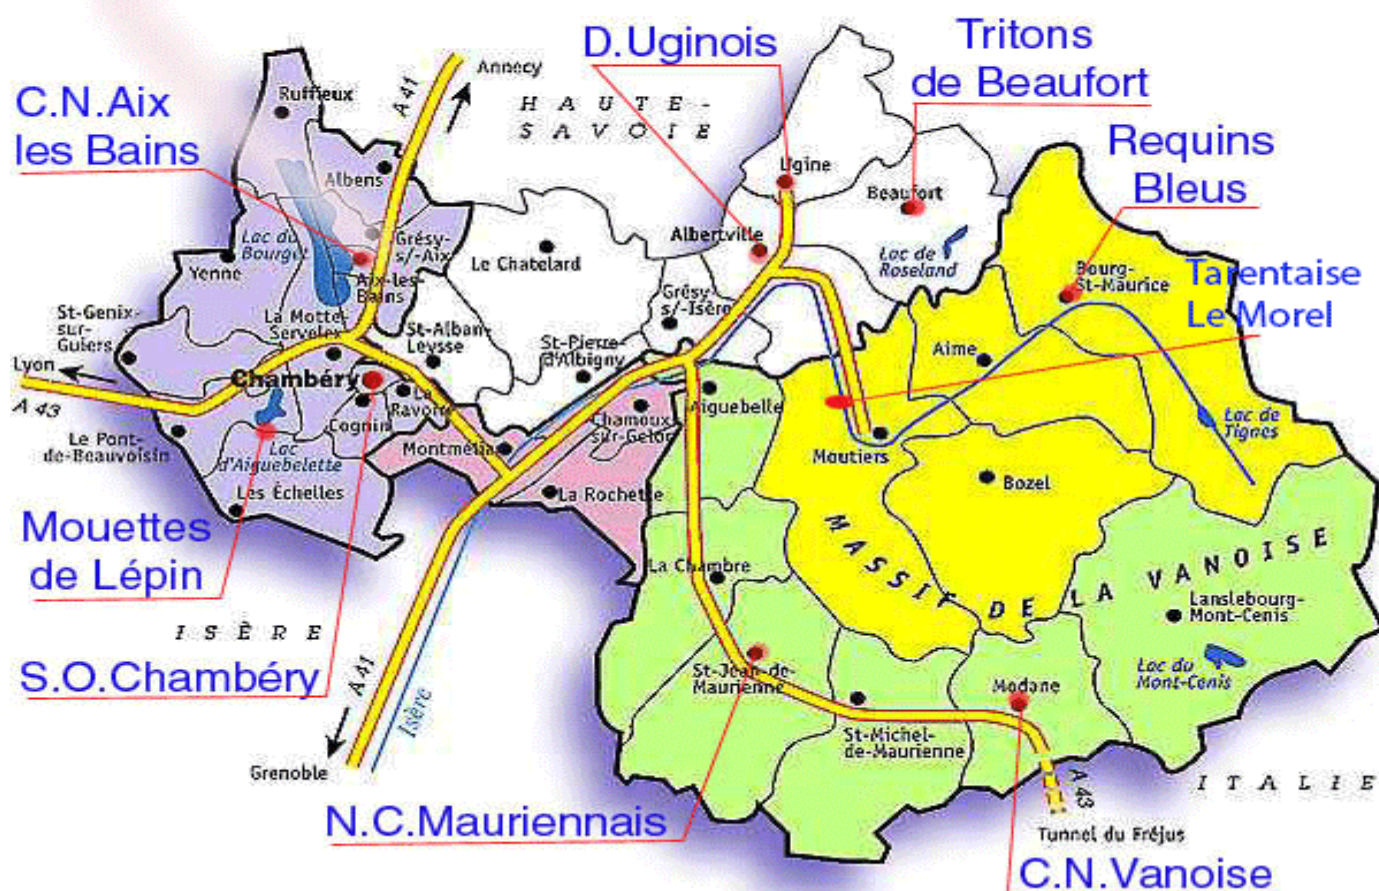 D.Uginois
Tritons
de Beaufort
C.N.Aix
les Bains
Requins
Bleus
Tarentaise
Le Morel
Mouettes
de Lépin
S.O.Chambéry
N.C.Mauriennais
C.N.Vanoise
Annecy
A 41
HAUTE-
SAVOIE
Ruffieux
Albens
Ugine
Beaufort
Albertville
Lac de
Roseland
Lac du
Bourget
Grésy-
s/-Aix
Yenne
Aix-les-
Bains
Le Chatelard
Grésy-
s/-Isère
Bourg-
St-Maurice
St-Genix-
sur-
Guiers
La Motte-
Servolex
St-Alban-
Leysse
St-Pierre-
d'Albigny
Aime
Lyon
A 43
Chambéry
La
Ravoire
Cognin
Chamoux-
sur-Gelon
Aiguebelle
Lac de
Tignes
Le Pont-
de-Beauvoisin
Lac
d'Aiguebelette
Montmélian
Moutiers
Bozel
Les Échelles
La Rochette
MASSIF DE LA VANOISE
La Chambre
Lanslebourg-
Mont-Cenis
ISÈRE
A 41
Isère
St-Jean-de-
Maurienne
Modane
Lac du
Mont-Cenis
St-Michel-
de-Maurienne
Grenoble
A 43
ITALIE
Tunnel du Fréjus